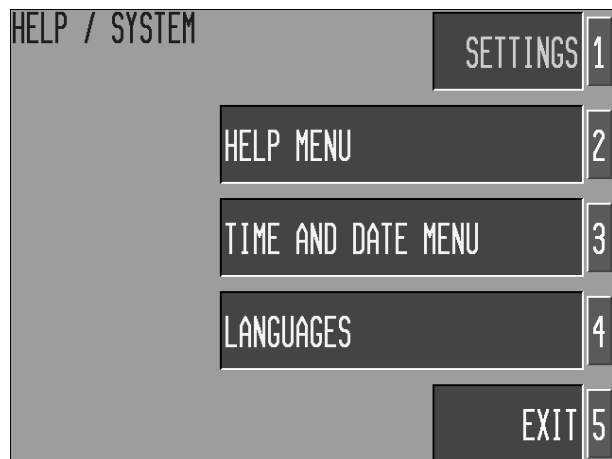 HELP / SYSTEM
SETTINGS 1
HELP MENU 2
TIME AND DATE MENU 3
LANGUAGES 4
EXIT 5